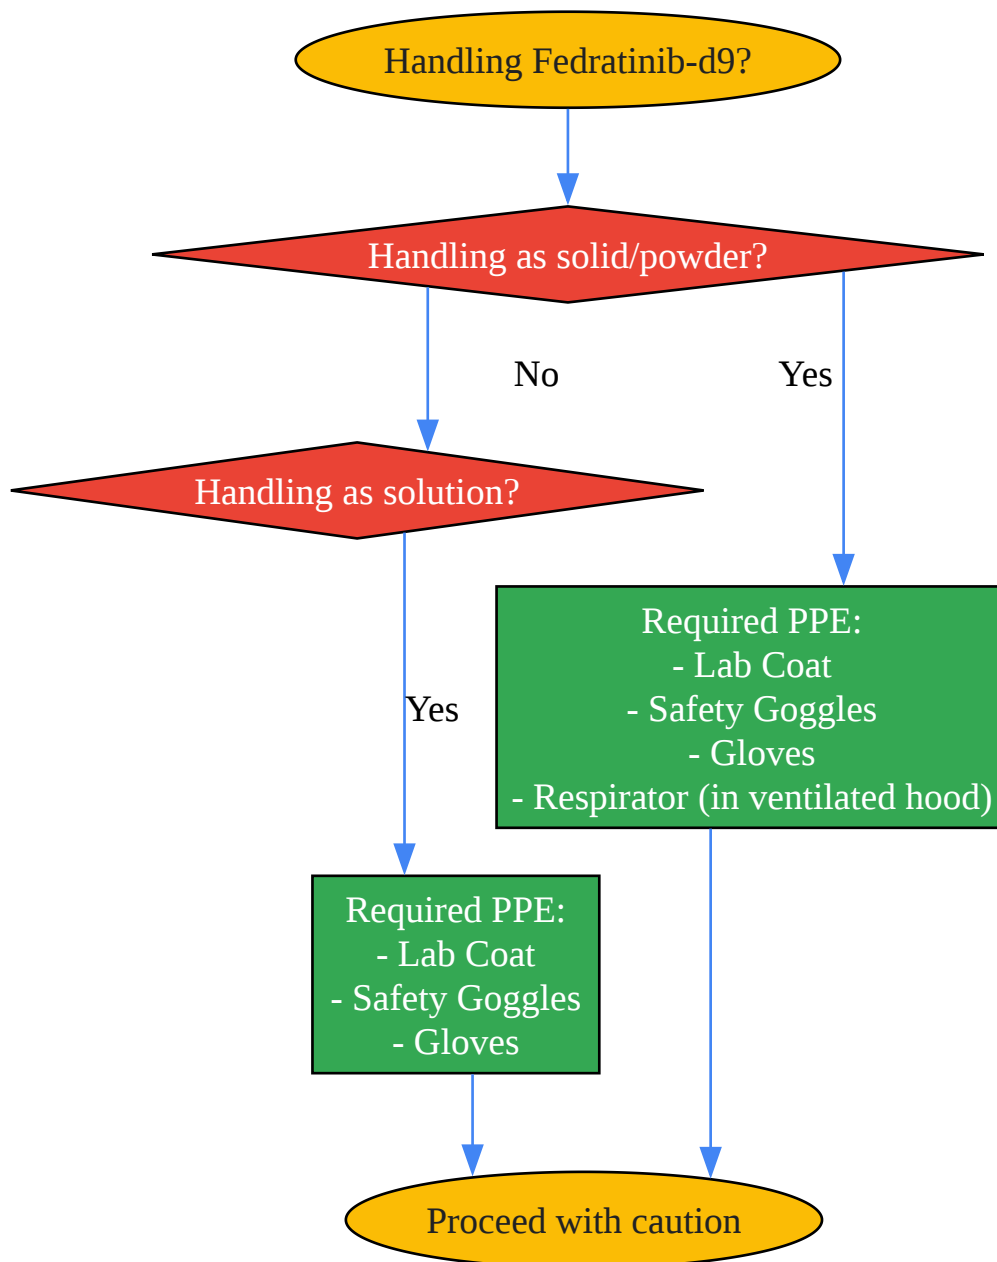 Handling Fedratinib-d9?
Handling as solid/powder?
No
Yes
Handling as solution?
Required PPE:
- Lab Coat
- Safety Goggles
- Gloves
- Respirator (in ventilated hood)
Yes
Required PPE:
- Lab Coat
- Safety Goggles
- Gloves
Proceed with caution